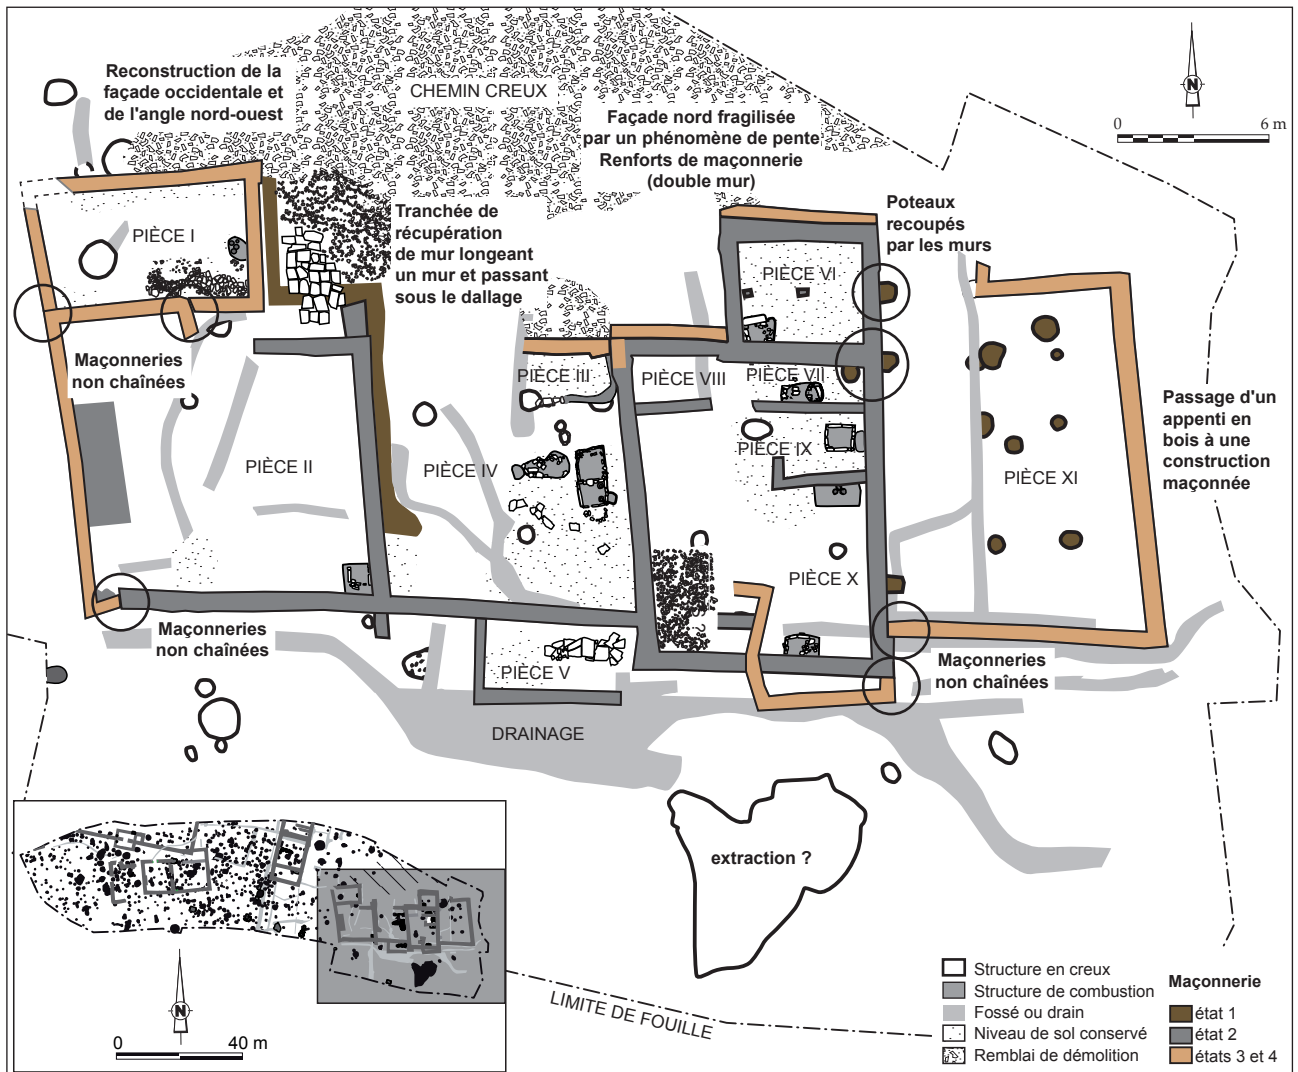 Reconstruction de la
façade occidentale et
de l'angle nord-ouest
CHEMIN CREUX
Façade nord fragilisée
par un phénomène de pente
Renforts de maçonnerie
(double mur)
N
0 6 m
Tranchée de
récupération
de mur longeant
un mur et passant
sous le dallage
Poteaux
recoupés
par les murs
PIÈCE I
PIÈCE VI
Maçonneries
non chaînées
PIÈCE III
PIÈCE VIII
PIÈCE VII
Passage d'un
appenti en
bois à une
construction
maçonnée
PIÈCE II
PIÈCE IV
PIÈCE IX
PIÈCE XI
PIÈCE X
Maçonneries
non chaînées
PIÈCE V
Maçonneries
non chaînées
DRAINAGE
extraction ?
N
0 40 m
LIMITE DE FOUILLE
Structure en creux
Structure de combustion
Fossé ou drain
Niveau de sol conservé
Remblai de démolition
Maçonnerie
état 1
état 2
états 3 et 4